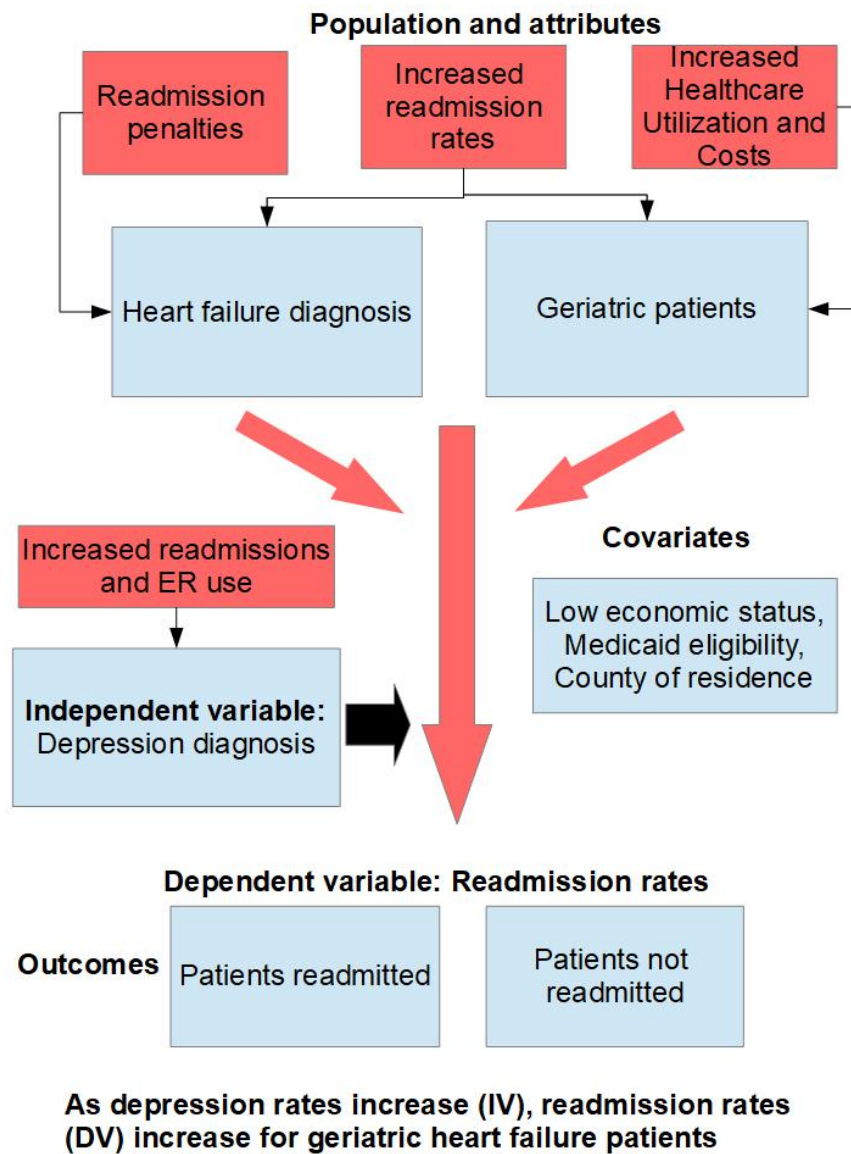 Population and attributes
Readmission
penalties
Increased
readmission
rates
Increased
Healthcare
Utilization and
Costs
Heart failure diagnosis
Geriatric patients
Increased readmissions
and ER use
Covariates
Low economic status,
Medicaid eligibility,
County of residence
Independent variable:
Depression diagnosis
Dependent variable: Readmission rates
Outcomes
Patients readmitted
Patients not
readmitted
As depression rates increase (IV), readmission rates
(DV) increase for geriatric heart failure patients